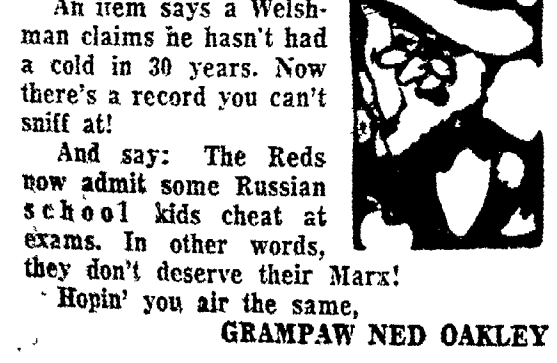 An item says a Welsh-
man claims he hasn't had
a cold in 30 years. Now
there's a record you can't
sniff at!
And say: The Reds
now admit some Russian
school kids cheat at
exams. In other words,
they don't deserve their Marx!
Hopin' you air the same,
GRAMPAW NED OAKLEY